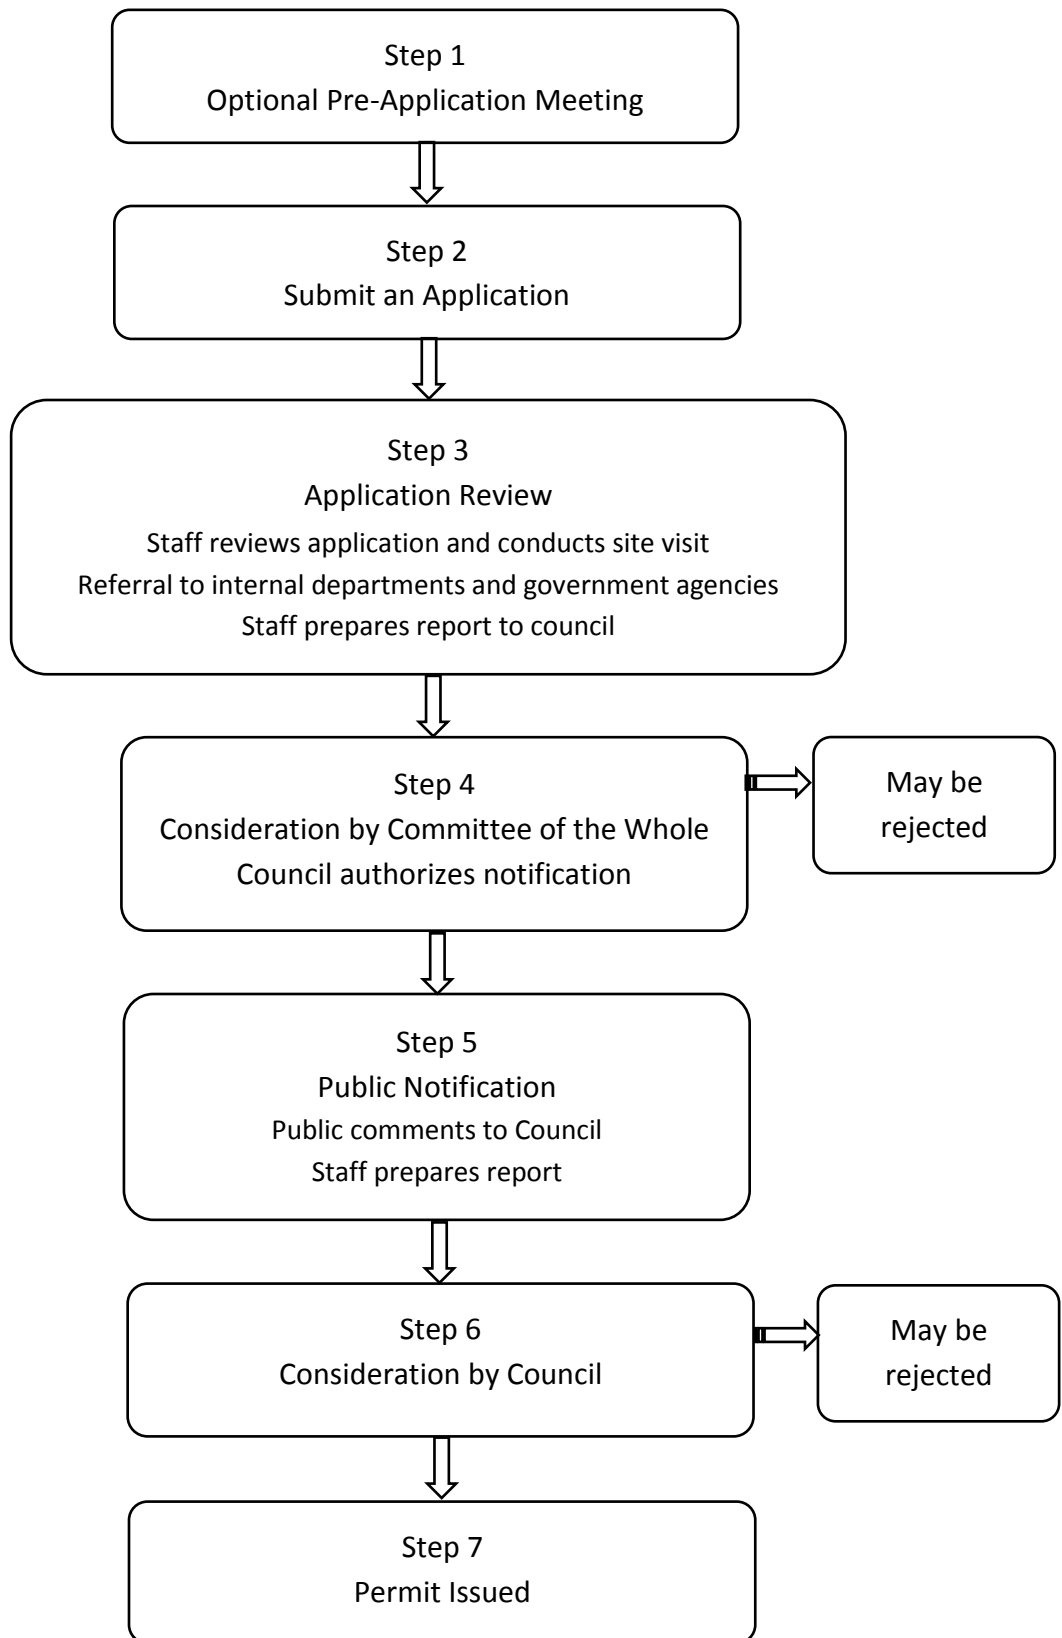 Step 1
Optional Pre-Application Meeting
Step 2
Submit an Application
Step 3
Application Review
Staff reviews application and conducts site visit
Referral to internal departments and government agencies
Staff prepares report to council
Step 4
Consideration by Committee of the Whole
Council authorizes notification
May be
rejected
Step 5
Public Notification
Public comments to Council
Staff prepares report
Step 6
Consideration by Council
May be
rejected
Step 7
Permit Issued